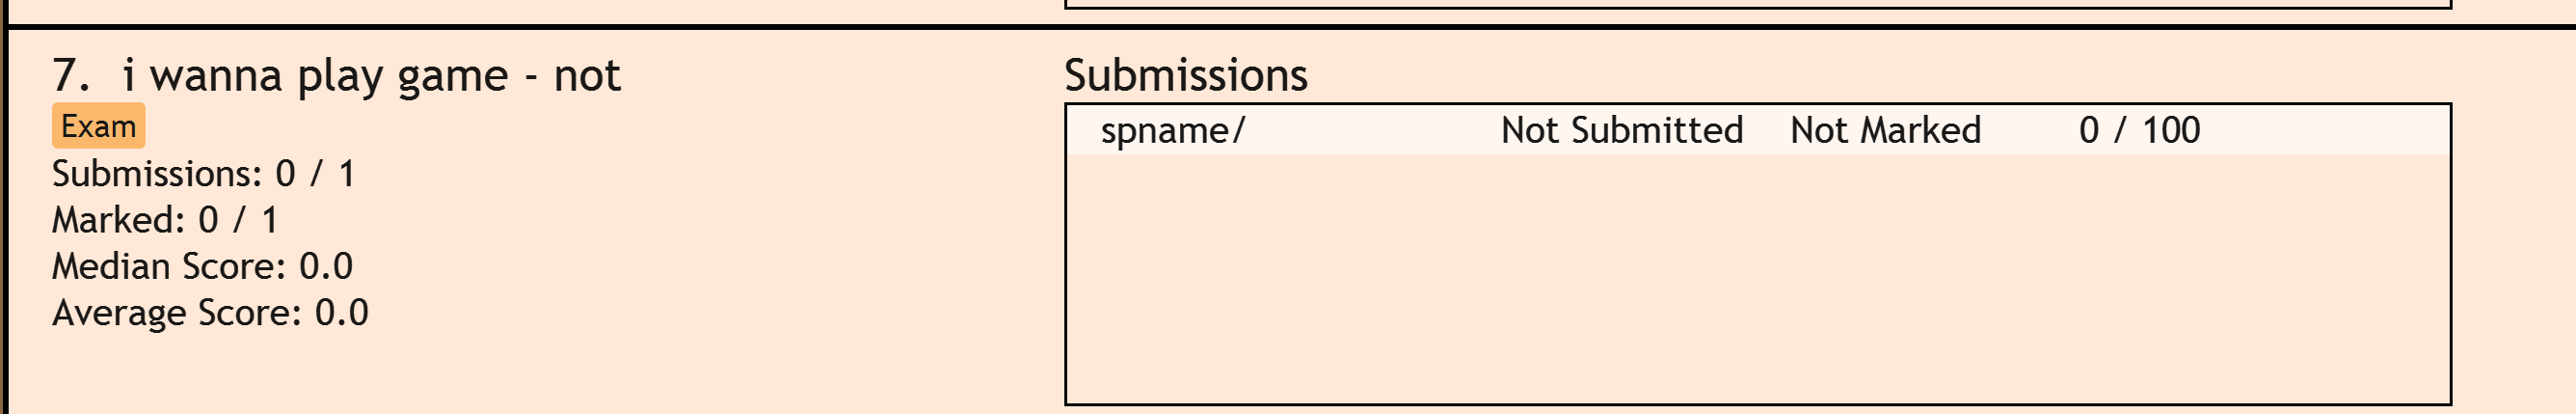 7. i wanna play game - not
Exam
Submissions: 0 / 1
Marked: 0 / 1
Median Score: 0.0
Average Score: 0.0
Submissions
spname/ Not Submitted Not Marked 0 / 100